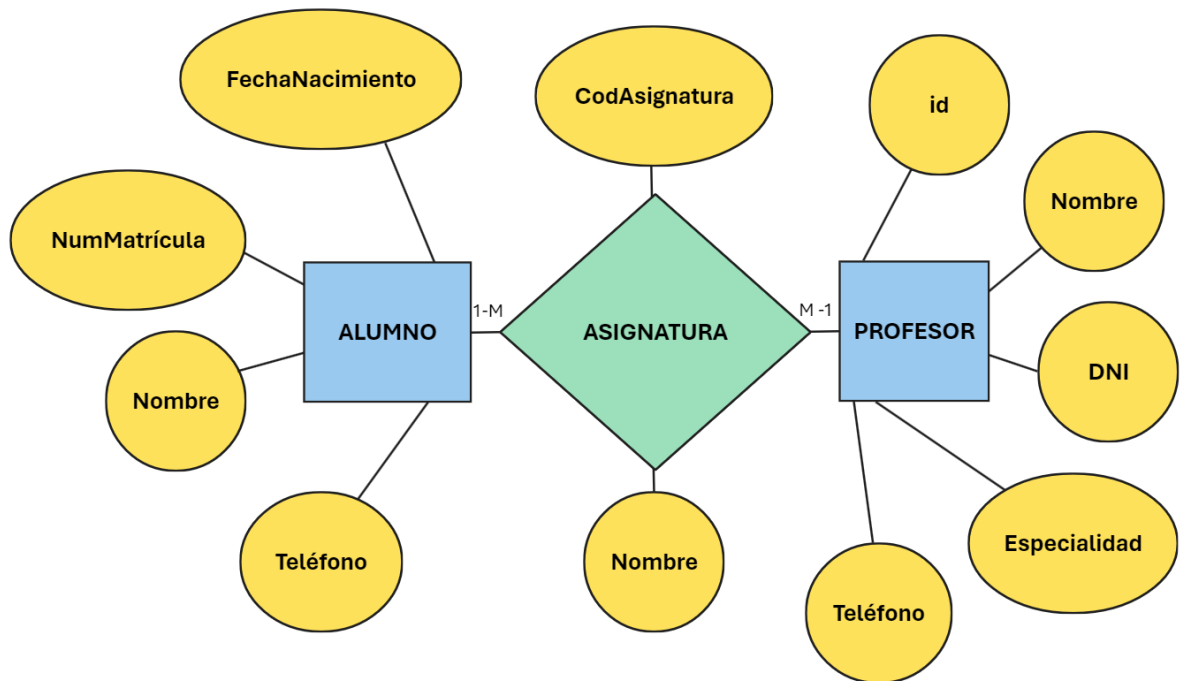 FechaNacimiento
CodAsignatura
id
Nombre
NumMatrícula
1-M
M -1
ALUMNO
ASIGNATURA
PROFESOR
DNI
Nombre
Especialidad
Teléfono
Nombre
Teléfono